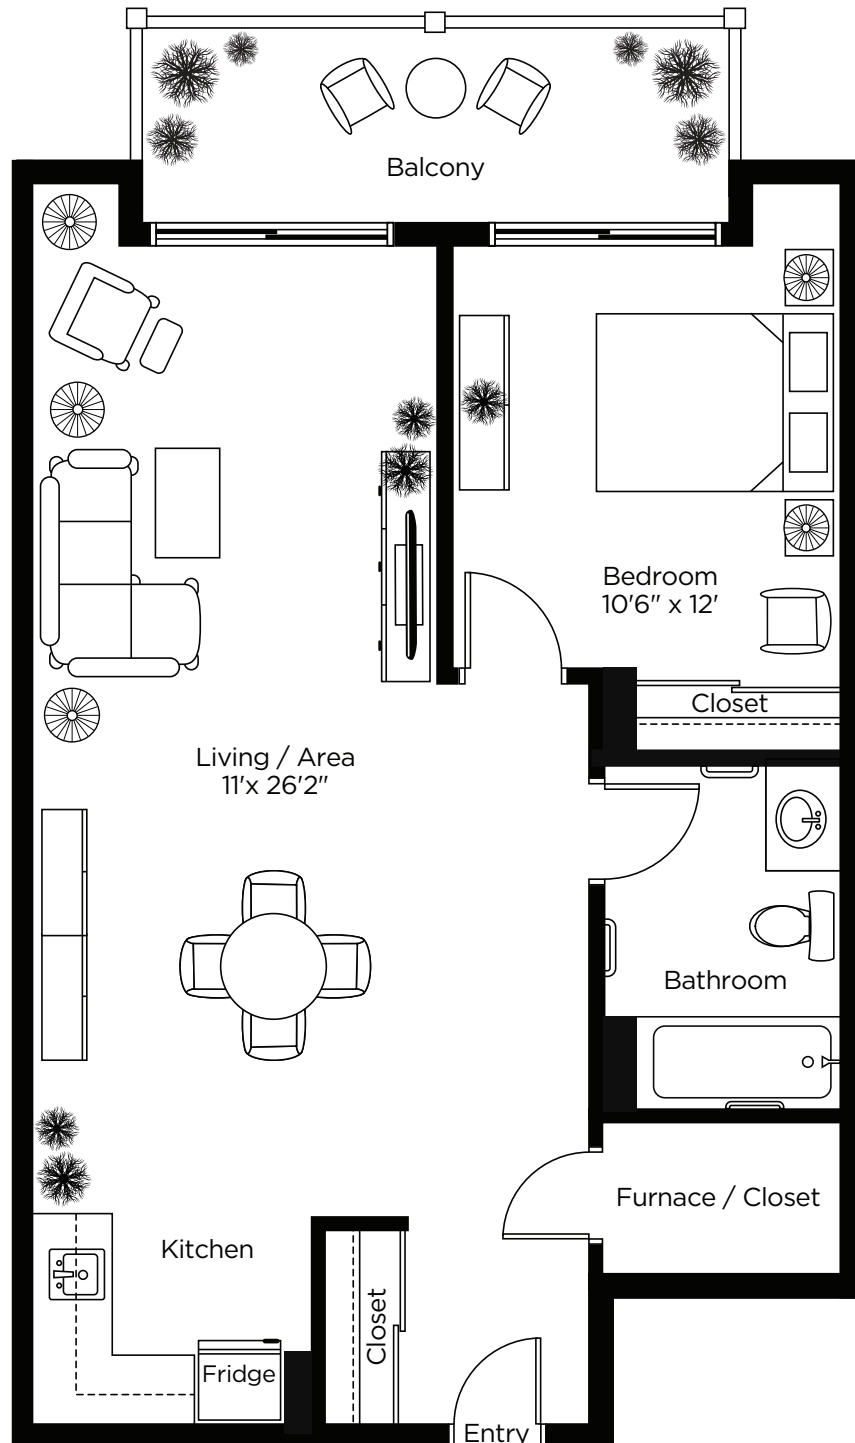 Balcony
Bedroom
10'6" x 12'
Closet
Living / Area
11'x 26'2"
Bathroom
Furnace / Closet
Kitchen
Closet
Fridge
Entry